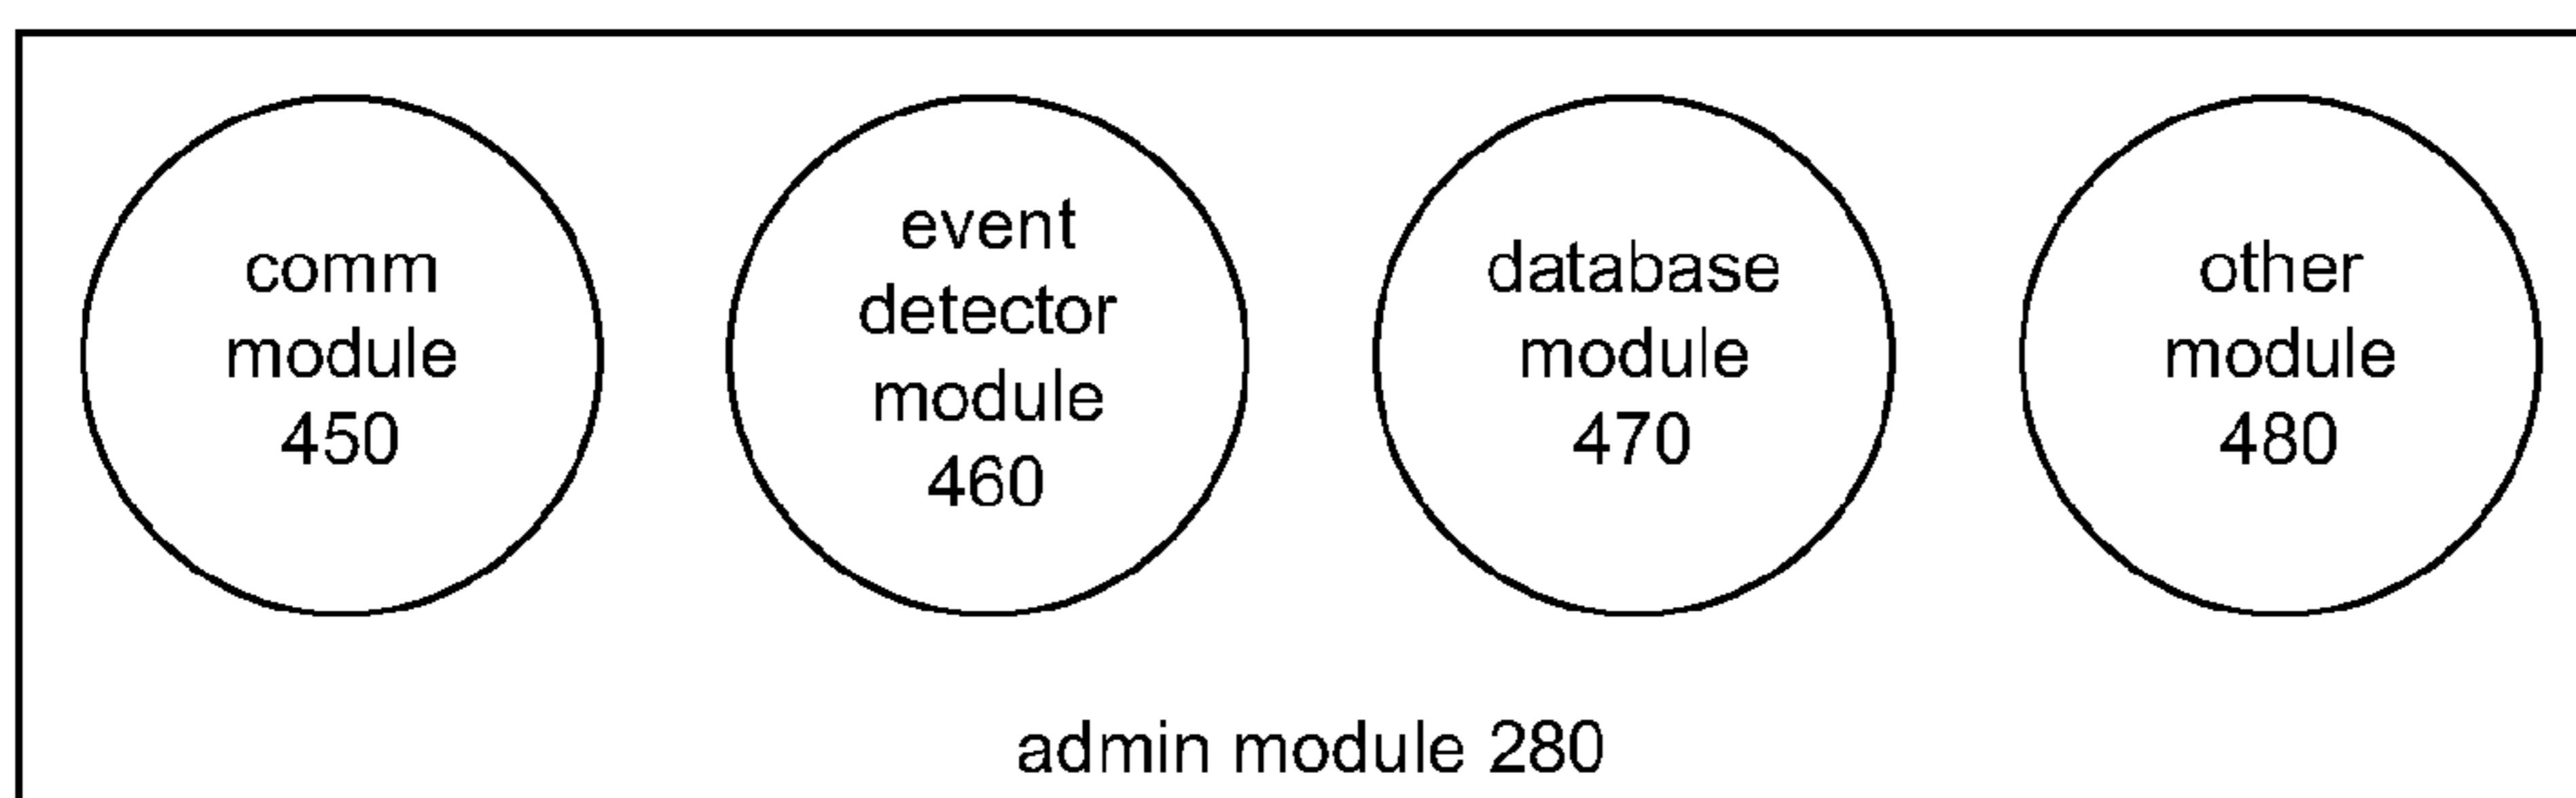 comm
module
450
event
detector
module
460
database
module
470
other
module
480
admin module 280